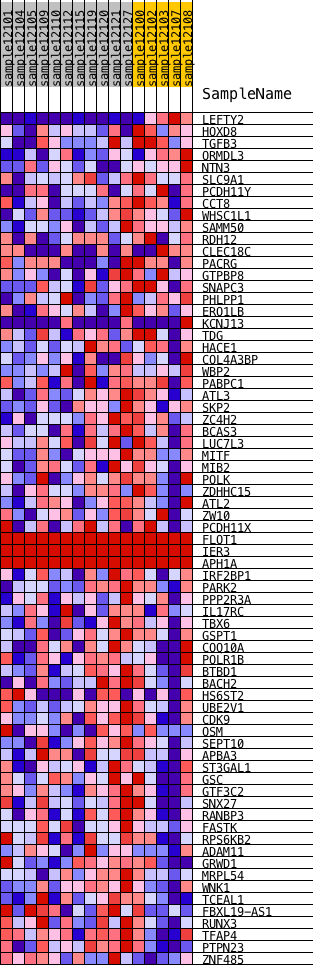 sample12101
sample12104
sample12105
sample12109
sample12110
sample12112
sample12115
sample12119
sample12120
sample12121
sample12122
sample12100
sample12102
sample12103
sample12107
sample12108
SampleName
LEFTY2
HOXD8
TGFB3
ORMDL3
NTN3
SLC9A1
PCDH11Y
CCT8
WHSC1L1
SAMM50
RDH12
CLEC18C
PACRG
GTPBP8
SNAPC3
PHLPP1
ERO1LB
KCNJ13
TDG
HACE1
COL4A3BP
WBP2
PABPC1
ATL3
SKP2
ZC4H2
BCAS3
LUC7L3
MITF
MIB2
POLK
ZDHHC15
ATL2
ZW10
PCDH11X
FLOT1
IER3
APH1A
IRF2BP1
PARK2
PPP2R3A
IL17RC
TBX6
GSPT1
COQ10A
POLR1B
BTBD1
BACH2
HS6ST2
UBE2V1
CDK9
OSM
SEPT10
APBA3
ST3GAL1
GSC
GTF3C2
SNX27
RANBP3
FASTK
RPS6KB2
ADAM11
GRWD1
MRPL54
WNK1
TCEAL1
FBXL19-AS1
RUNX3
TFAP4
PTPN23
ZNF485